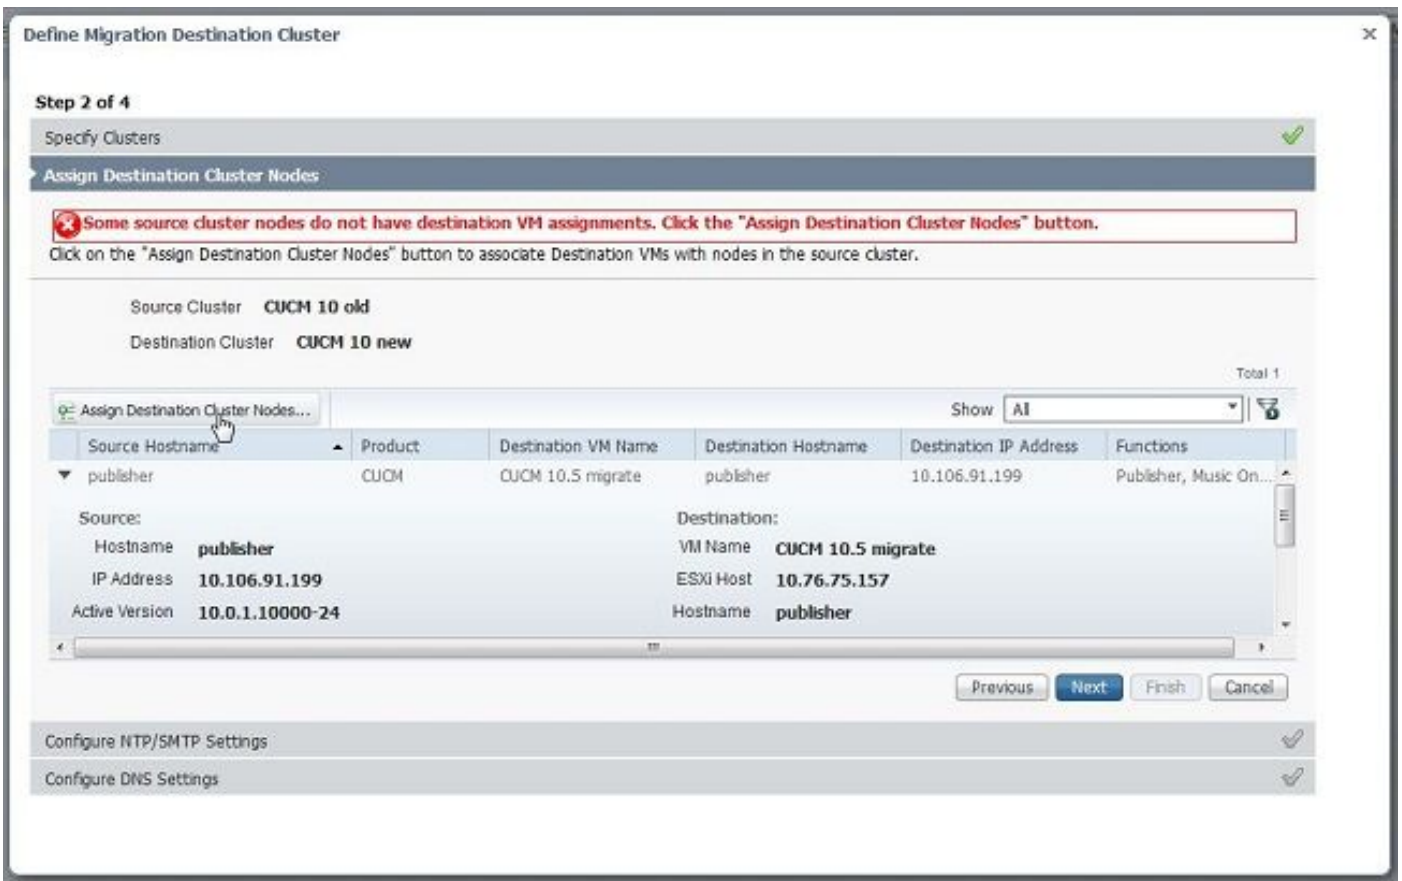 Define Migration Destination Cluster
x
Step 2 of 4
Specify Clusters
Assign Destination Cluster Nodes
Some source cluster nodes do not have destination VM assignments. Click the "Assign Destination Cluster Nodes" button.
Click on the "Assign Destination Cluster Nodes" button to associate Destination VMs with nodes in the source cluster.
Source Cluster CUCM 10 old
Destination Cluster CUCM 10 new
Total 1
Assign Destination Cluster Nodes... Show All
Source Hostname Product Destination VM Name Destination Hostname Destination IP Address Functions
publisher CUCM CUCM 10.5 migrate publisher 10.106.91.199 Publisher, Music On...
Source: Destination:
Hostname publisher VM Name CUCM 10.5 migrate
IP Address 10.106.91.199 ESXi Host 10.76.75.157
Active Version 10.0.1.10000-24 Hostname publisher
Previous Next Finish Cancel
Configure NTP/SMTP Settings
Configure DNS Settings